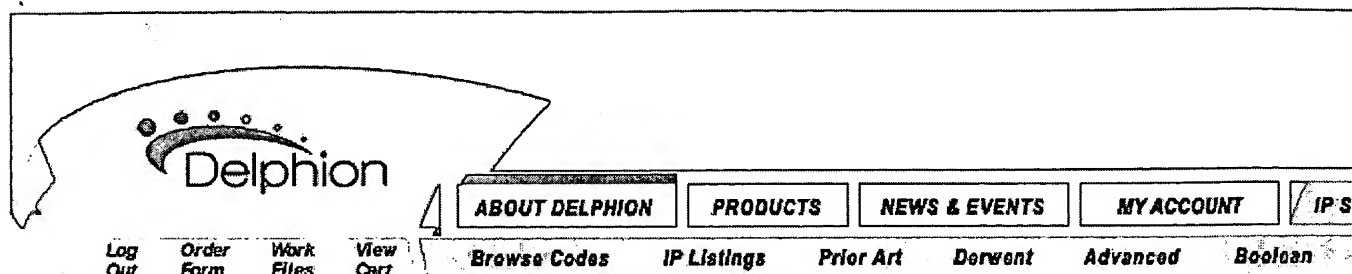 Delphion
ABOUT DELPHION PRODUCTS NEWS & EVENTS MY ACCOUNT IP S
Log Out Order Form Work Files View Cart
Browse Codes IP Listings Prior Art Derwent Advanced Boolean